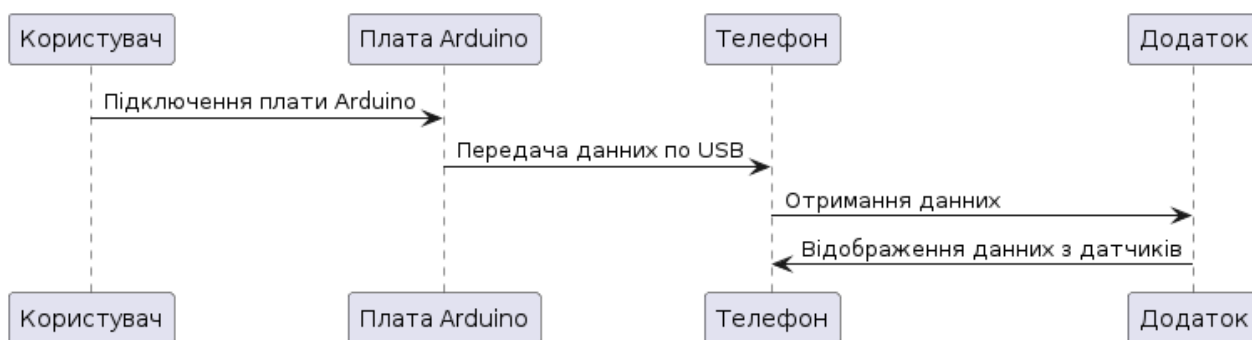 Користувач
Плата Arduino
Телефон
Додаток
Підключення плати Arduino
Передача данних по USB
Отримання данних
Відображення данних з датчиків
Користувач
Плата Arduino
Телефон
Додаток